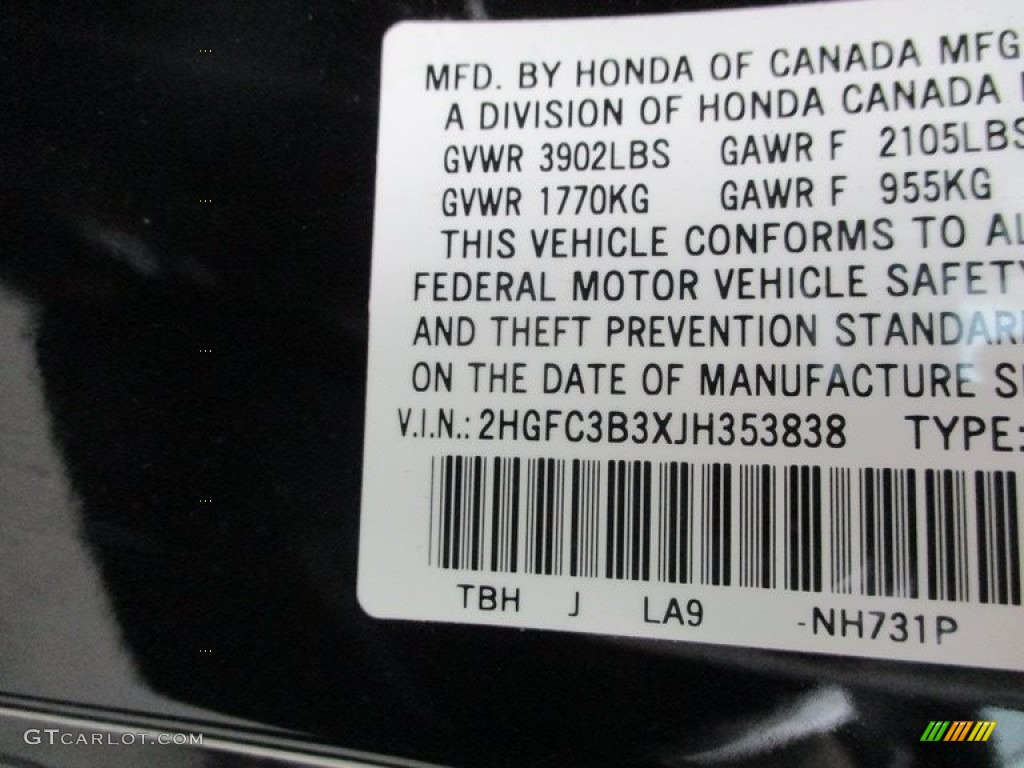 MFD. BY HONDA OF CANADA MFG.
A DIVISION OF HONDA CANADA
GVWR 3902LBS GAWR F 2105LBS
GVWR 1770KG GAWR F 955KG
THIS VEHICLE CONFORMS TO AL
FEDERAL MOTOR VEHICLE SAFETY
AND THEFT PREVENTION STANDAR
ON THE DATE OF MANUFACTURE S
V.I.N.: 2HGFC3B3XJH353838 TYPE:
TBH J LA9 -NH731P
GTCARLOT.COM